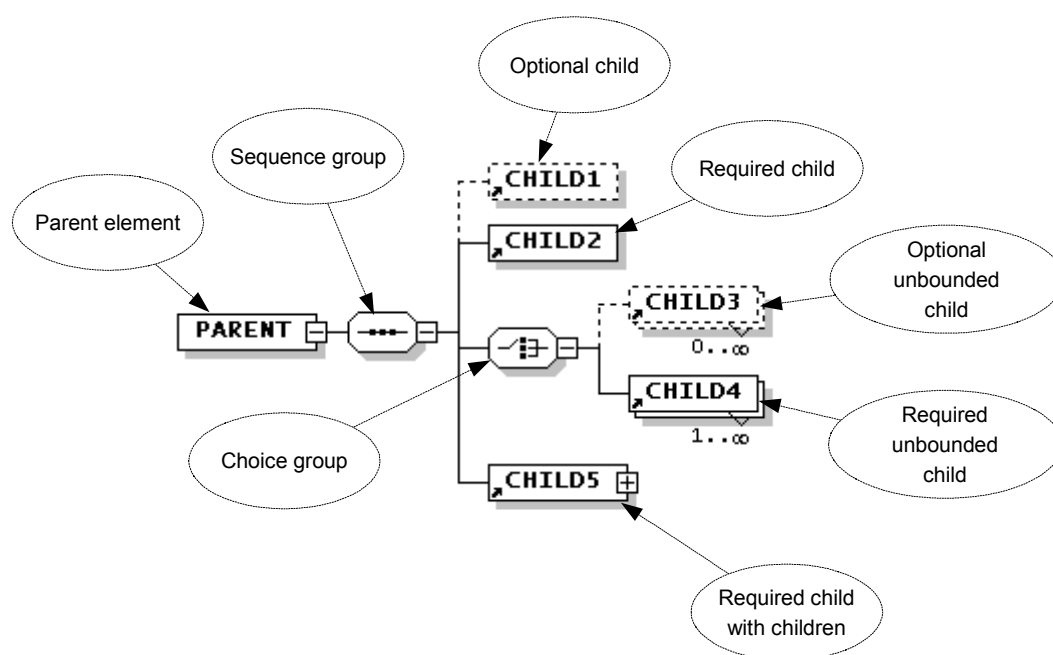 Optional child
Sequence group
CHILD1
Required child
Parent element
CHILD2
Optional
unbounded
child
PARENT
CHILD3
0..∞
CHILD4
1..∞
Required
unbounded
child
Choice group
CHILD5
Required child
with children